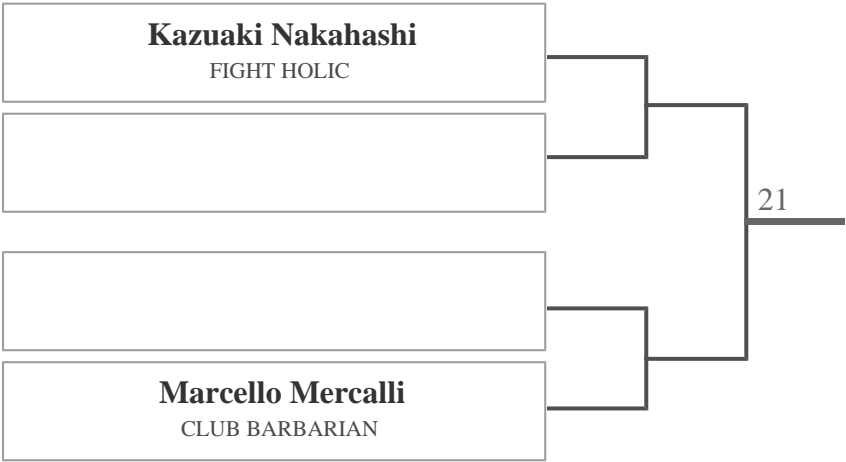 Kazuaki Nakahashi
FIGHT HOLIC
21
Marcello Mercalli
CLUB BARBARIAN